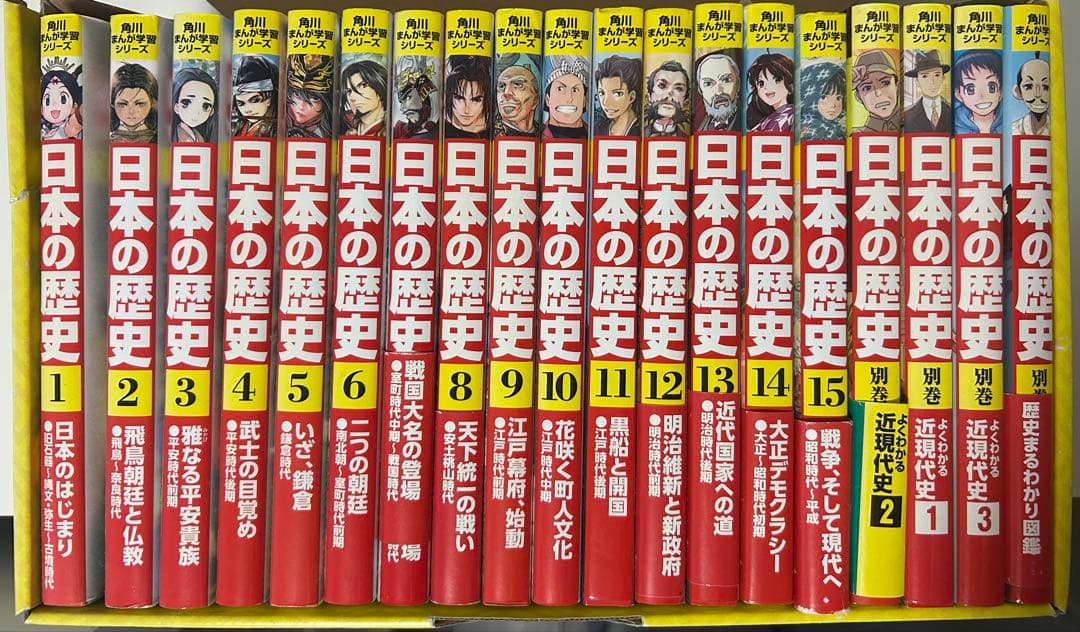 角川
まんが学習
シリーズ
日本の歴史
1
日本のはじまり
●旧石器~縄文・弥生~古墳時代
角川
まんが学習
シリーズ
日本の歴史
2
飛鳥朝廷と仏教
●飛鳥~奈良時代
角川
まんが学習
シリーズ
日本の歴史
3
雅なる平安貴族
みやび
●平安時代前期
角川
まんが学習
シリーズ
日本の歴史
4
武士の目覚め
●平安時代後期
角川
まんが学習
シリーズ
日本の歴史
5
いざ、鎌倉
●鎌倉時代
角川
まんが学習
シリーズ
日本の歴史
6
二つの朝廷
●南北朝~室町時代前期
角川
まんが学習
シリーズ
日本の歴史
戦国大名の登場
●室町時代中期~戦国時代
場
角川
まんが学習
シリーズ
日本の歴史
8
天下統一の戦い
●安土桃山時代
角川
まんが学習
シリーズ
日本の歴史
9
江戸幕府、始動
●江戸時代前期
角川
まんが学習
シリーズ
日本の歴史
10
花咲く町人文化
●江戸時代中期
角川
まんが学習
シリーズ
日本の歴史
11
黒船と開国
●江戸時代後期
角川
まんが学習
シリーズ
日本の歴史
12
明治維新と新政府
●明治時代前期
角川
まんが学習
シリーズ
日本の歴史
13
近代国家への道
●明治時代後期
角川
まんが学習
シリーズ
日本の歴史
14
大正デモクラシー
●大正~昭和時代初期
角川
まんが学習
シリーズ
日本の歴史
15
戦争、そして現代へ
●昭和時代~平成
角川
まんが学習
シリーズ
日本の歴史
別巻
よくわかる
近現代史 2
角川
まんが学習
シリーズ
日本の歴史
別巻
よくわかる
近現代史 1
角川
まんが学習
シリーズ
日本の歴史
別巻
よくわかる
近現代史 3
角川
まんが学習
シリーズ
日本の歴史
別
歴史まるわかり図鑑